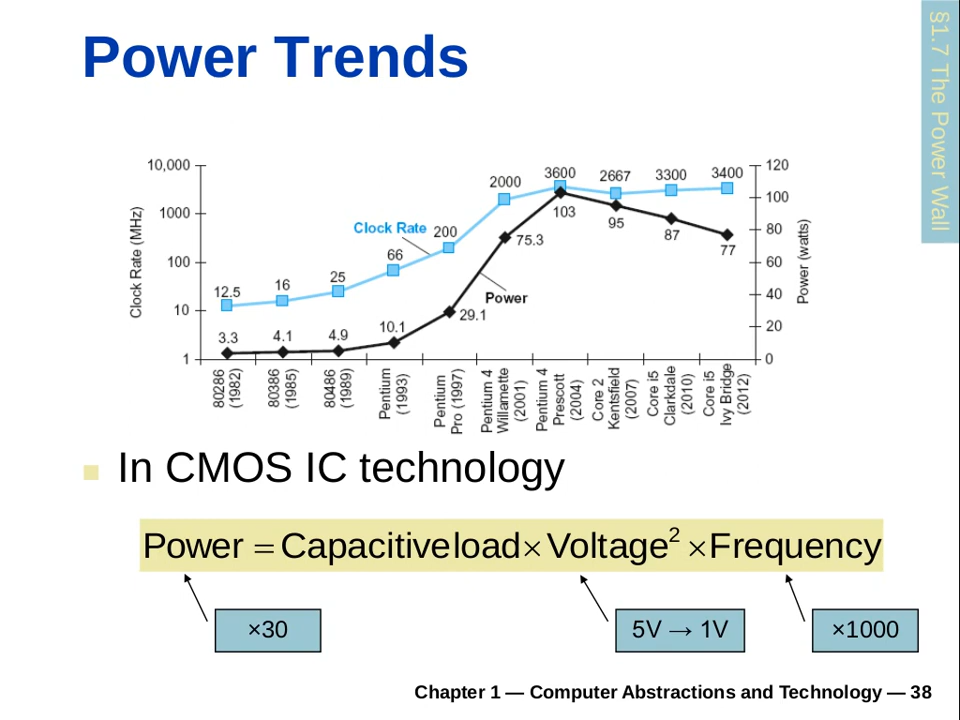 Power Trends
§1.7 The Power Wall
10,000
1000
100
10
1
Clock Rate (MHz)
120
100
80
60
40
20
0
Power (watts)
12.5
16
25
66
200
2000
3600
2667
3300
3400
Clock Rate
3.3
4.1
4.9
10.1
29.1
75.3
103
95
87
77
Power
80286
(1982)
80386
(1985)
80486
(1989)
Pentium
(1993)
Pentium
Pro (1997)
Pentium 4
Willamette
(2001)
Pentium 4
Prescott
(2004)
Core 2
Kentsfield
(2007)
Core i5
Clarkdale
(2010)
Core i5
Ivy Bridge
(2012)
In CMOS IC technology
Power = Capacitive load × Voltage² × Frequency
×30
5V → 1V
×1000
Chapter 1 — Computer Abstractions and Technology — 38